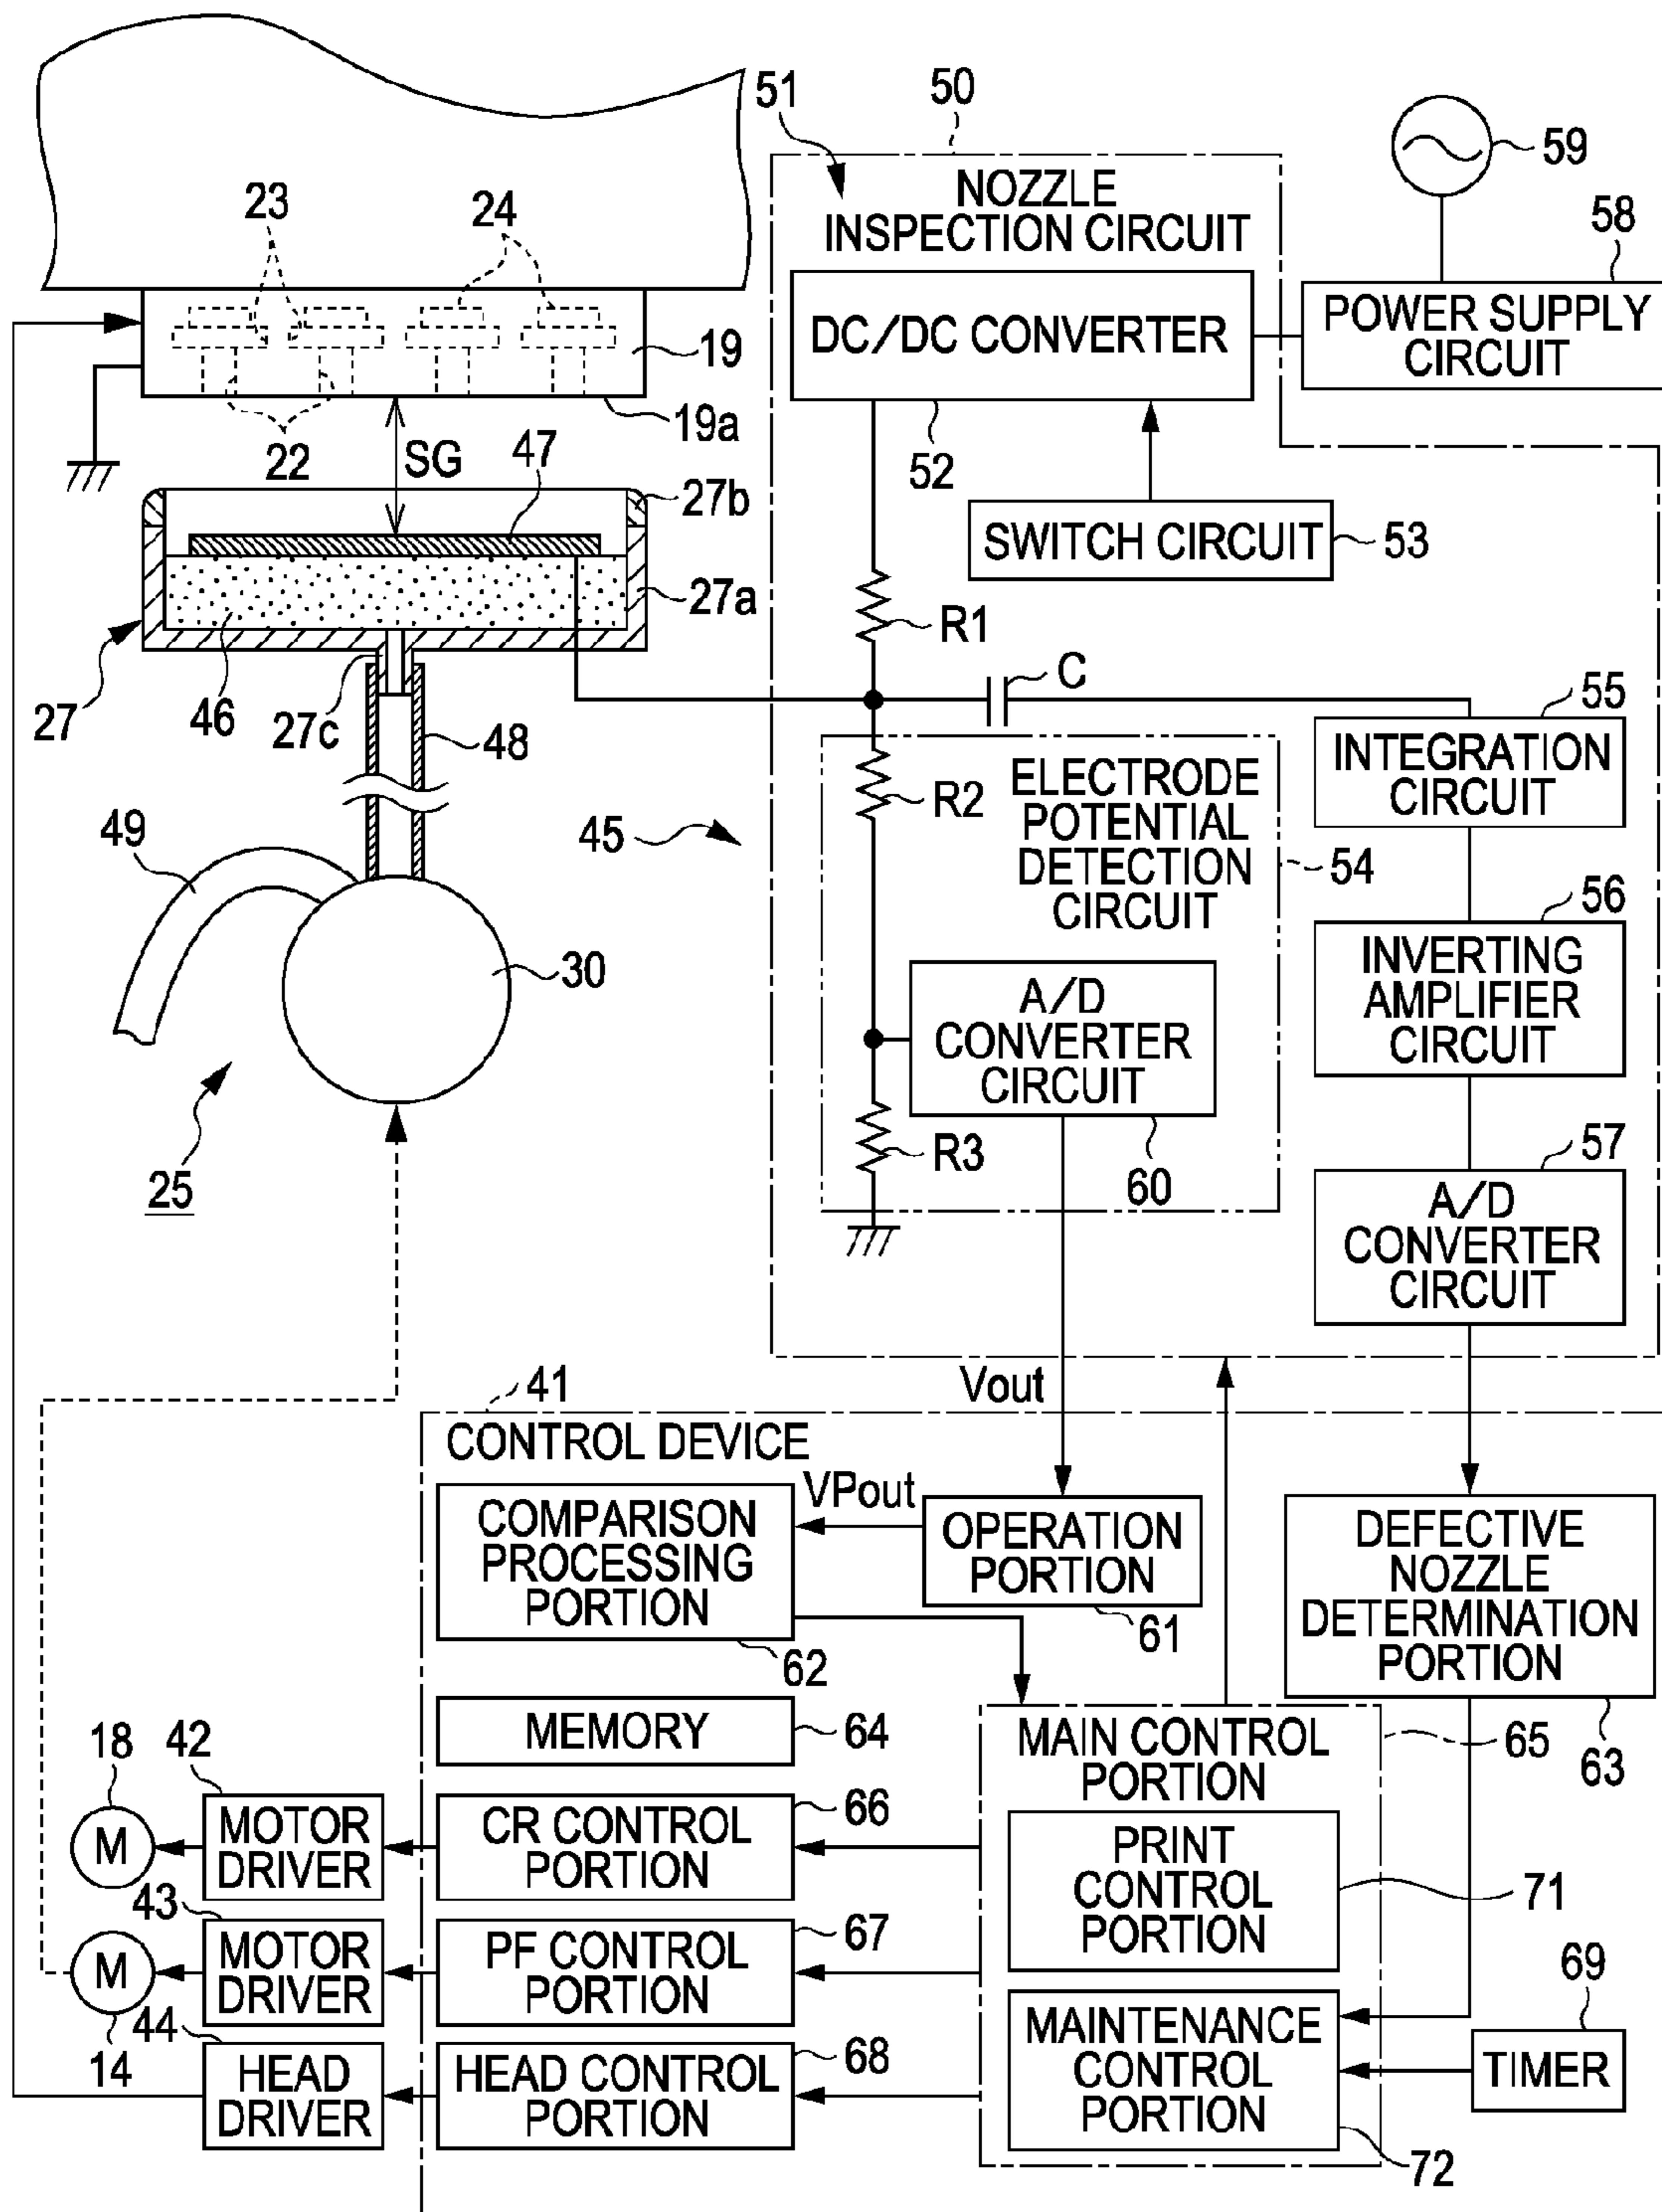 51
50
59
NOZZLE
INSPECTION CIRCUIT
58
23
24
DC/DC CONVERTER
POWER SUPPLY
CIRCUIT
19
19a
22
SG
47
52
27b
SWITCH CIRCUIT
53
27a
R1
C
27
46
27c
48
55
INTEGRATION
CIRCUIT
R2
ELECTRODE
POTENTIAL
DETECTION
CIRCUIT
45
54
49
56
INVERTING
AMPLIFIER
CIRCUIT
30
A/D
CONVERTER
CIRCUIT
R3
60
25
57
A/D
CONVERTER
CIRCUIT
41
Vout
CONTROL DEVICE
VPout
COMPARISON
PROCESSING
PORTION
OPERATION
PORTION
DEFECTIVE
NOZZLE
DETERMINATION
PORTION
62
61
63
MEMORY
64
MAIN CONTROL
PORTION
65
18
42
M
MOTOR
DRIVER
CR CONTROL
PORTION
66
PRINT
CONTROL
PORTION
71
43
M
MOTOR
DRIVER
PF CONTROL
PORTION
67
69
14
44
HEAD
DRIVER
HEAD CONTROL
PORTION
68
MAINTENANCE
CONTROL
PORTION
TIMER
72